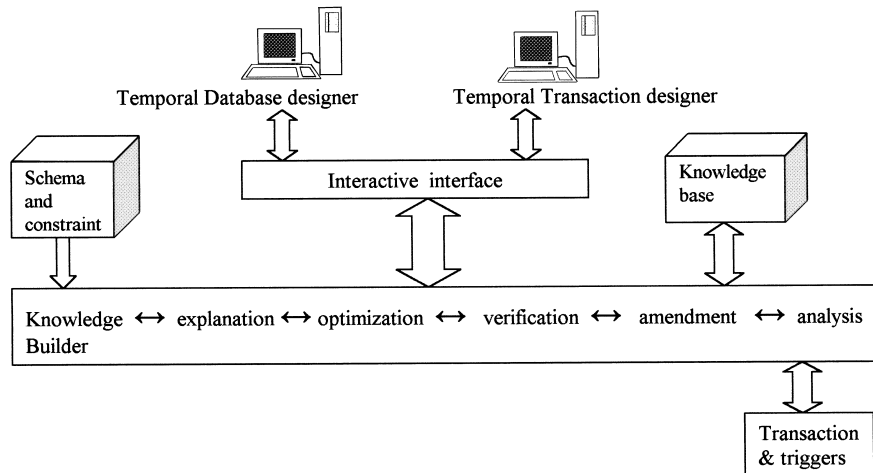 Temporal Database designer
Temporal Transaction designer
Schema
and
constraint
Interactive interface
Knowledge
base
Knowledge ↔ explanation ↔ optimization ↔ verification ↔ amendment ↔ analysis
Builder
Transaction
& triggers